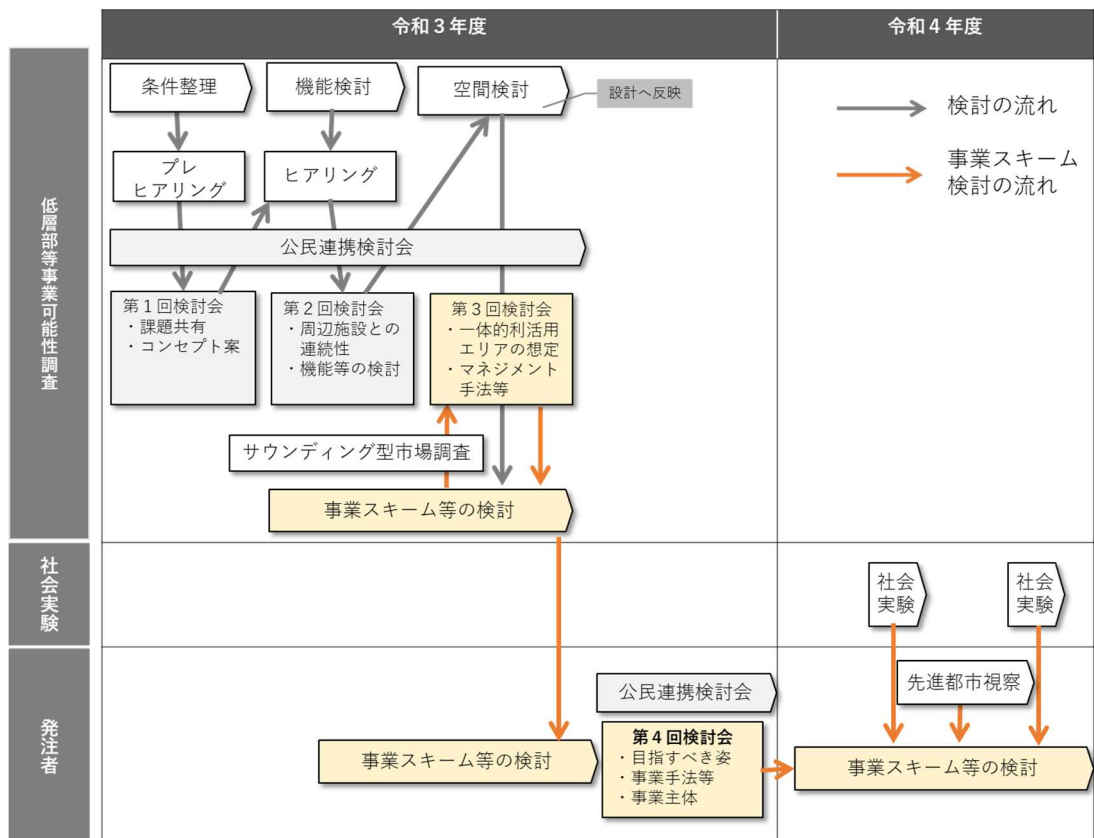 令和３年度
令和４年度
低層部等事業可能性調査
条件整理
機能検討
空間検討
設計へ反映
検討の流れ
事業スキーム
検討の流れ
プレ
ヒアリング
ヒアリング
公民連携検討会
第１回検討会
・課題共有
・コンセプト案
第２回検討会
・周辺施設との
連続性
・機能等の検討
第３回検討会
・一体的利活用
エリアの想定
・マネジメント
手法等
サウンディング型市場調査
事業スキーム等の検討
社会実験
社会
実験
社会
実験
発注者
公民連携検討会
先進都市視察
事業スキーム等の検討
第４回検討会
・目指すべき姿
・事業手法等
・事業主体
事業スキーム等の検討